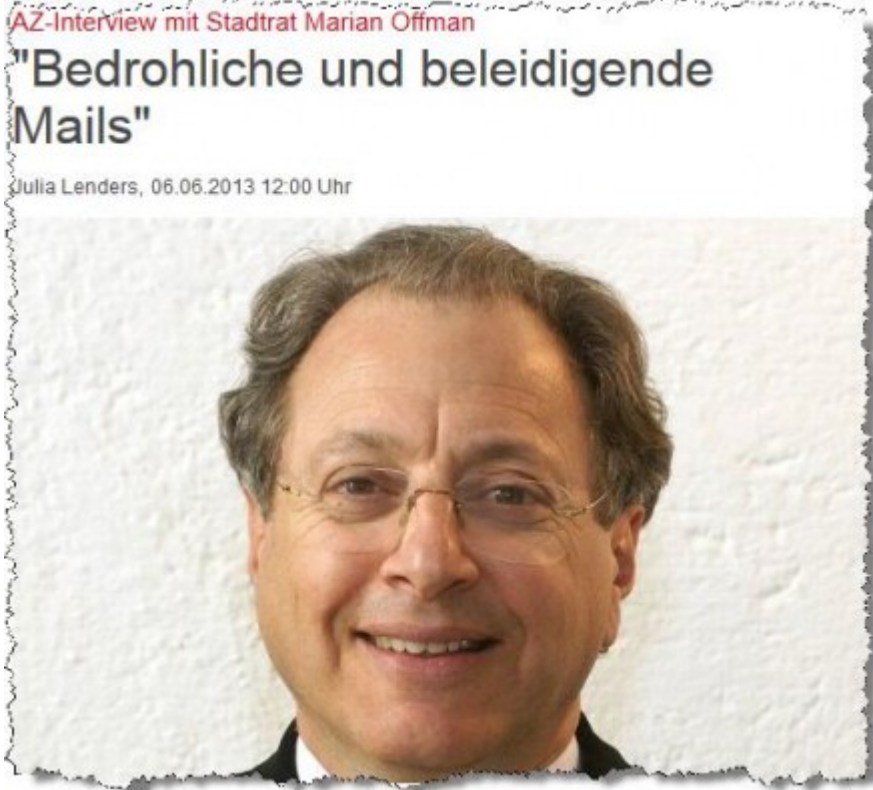 AZ-Interview mit Stadtrat Marian Offman
"Bedrohliche und beleidigende
Mails"
Julia Lenders, 06.06.2013 12:00 Uhr